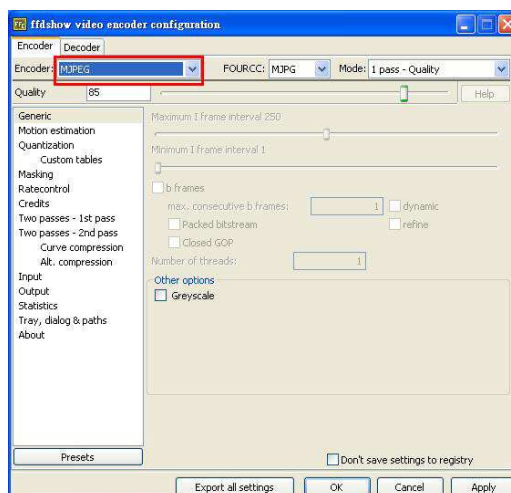 ffdshow video encoder configuration
Encoder Decoder
Encoder: MJPEG FOURCC: MJPG Mode: 1 pass - Quality
Quality 85 Help
Generic
Motion estimation
Quantization
Custom tables
Masking
Ratecontrol
Credits
Two passes - 1st pass
Two passes - 2nd pass
Curve compression
Alt. compression
Input
Output
Statistics
Tray, dialog & paths
About
Maximum I frame interval 250
Minimum I frame interval 1
b frames
max. consecutive b frames: 1 dynamic
Packed bitstream refine
Closed GOP
Number of threads: 1
Other options
Greyscale
Presets
Don't save settings to registry
Export all settings OK Cancel Apply